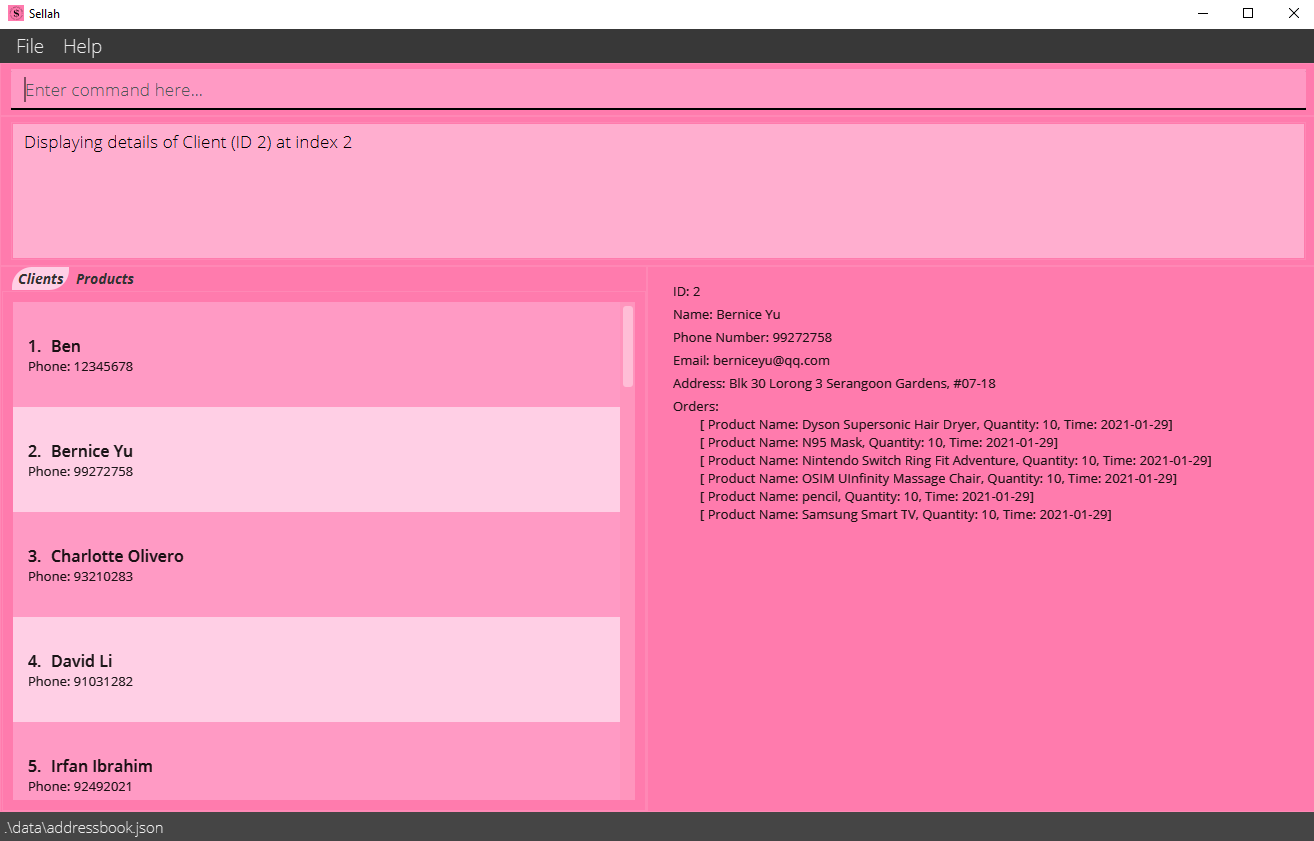 $ Sellah
File Help
Enter command here...
Displaying details of Client (ID 2) at index 2
Clients Products
1. Ben
Phone: 12345678
2. Bernice Yu
Phone: 99272758
3. Charlotte Olivero
Phone: 93210283
4. David Li
Phone: 91031282
5. Irfan Ibrahim
Phone: 92492021
ID: 2
Name: Bernice Yu
Phone Number: 99272758
Email: berniceyu@qq.com
Address: Blk 30 Lorong 3 Serangoon Gardens, #07-18
Orders:
[ Product Name: Dyson Supersonic Hair Dryer, Quantity: 10, Time: 2021-01-29]
[ Product Name: N95 Mask, Quantity: 10, Time: 2021-01-29]
[ Product Name: Nintendo Switch Ring Fit Adventure, Quantity: 10, Time: 2021-01-29]
[ Product Name: OSIM UInfinity Massage Chair, Quantity: 10, Time: 2021-01-29]
[ Product Name: pencil, Quantity: 10, Time: 2021-01-29]
[ Product Name: Samsung Smart TV, Quantity: 10, Time: 2021-01-29]
.\data\addressbook.json